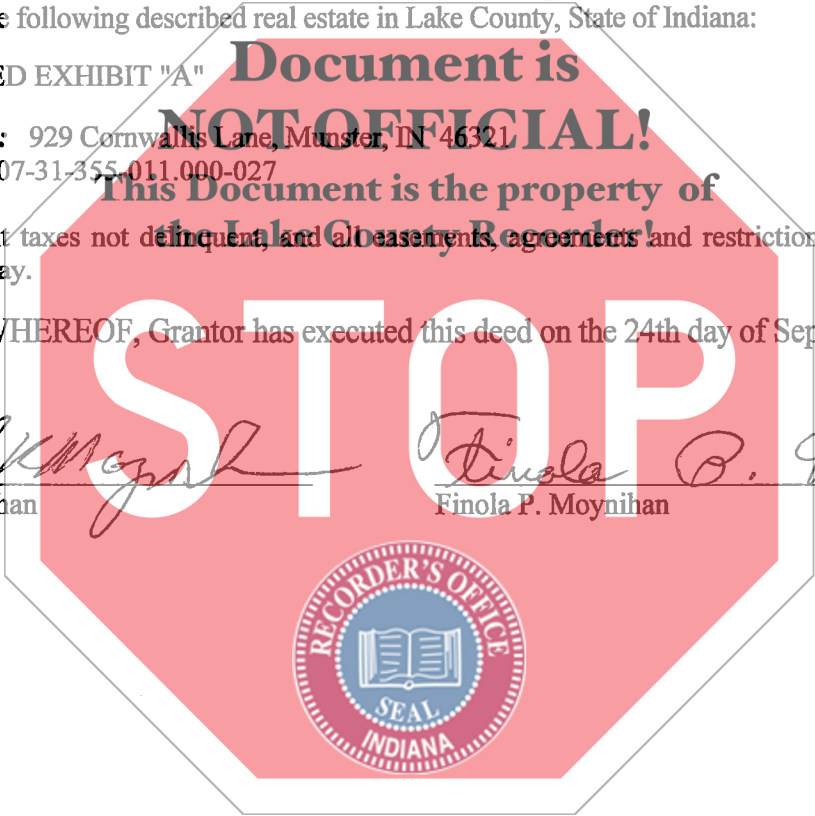 e following described real estate in Lake County, State of Indiana:
ED EXHIBIT "A"
Document is
: 929 Cornwallis Lane, Munster, IN 46321
NOT OFFICIAL!
07-31-355-011.000-027
This Document is the property of
t taxes not delinquent, and all easements, agreements and restriction
the Lake County Recorder!
ay.
WHEREOF, Grantor has executed this deed on the 24th day of Sep
STOP
K Moynih Finola P. M
han Finola P. Moynihan
RECORDER'S OFFICE
SEAL
INDIANA